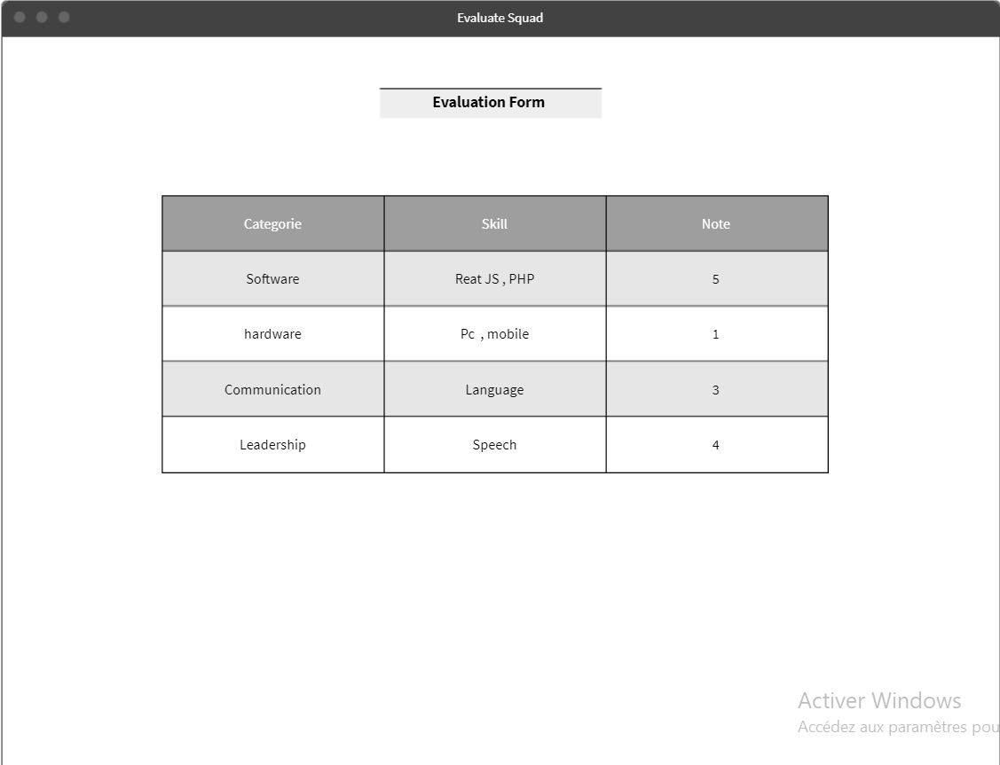 Evaluate Squad
Evaluation Form
Categorie Skill Note
Software Reat JS , PHP 5
hardware Pc , mobile 1
Communication Language 3
Leadership Speech 4
Activer Windows
Accédez aux paramètres pou